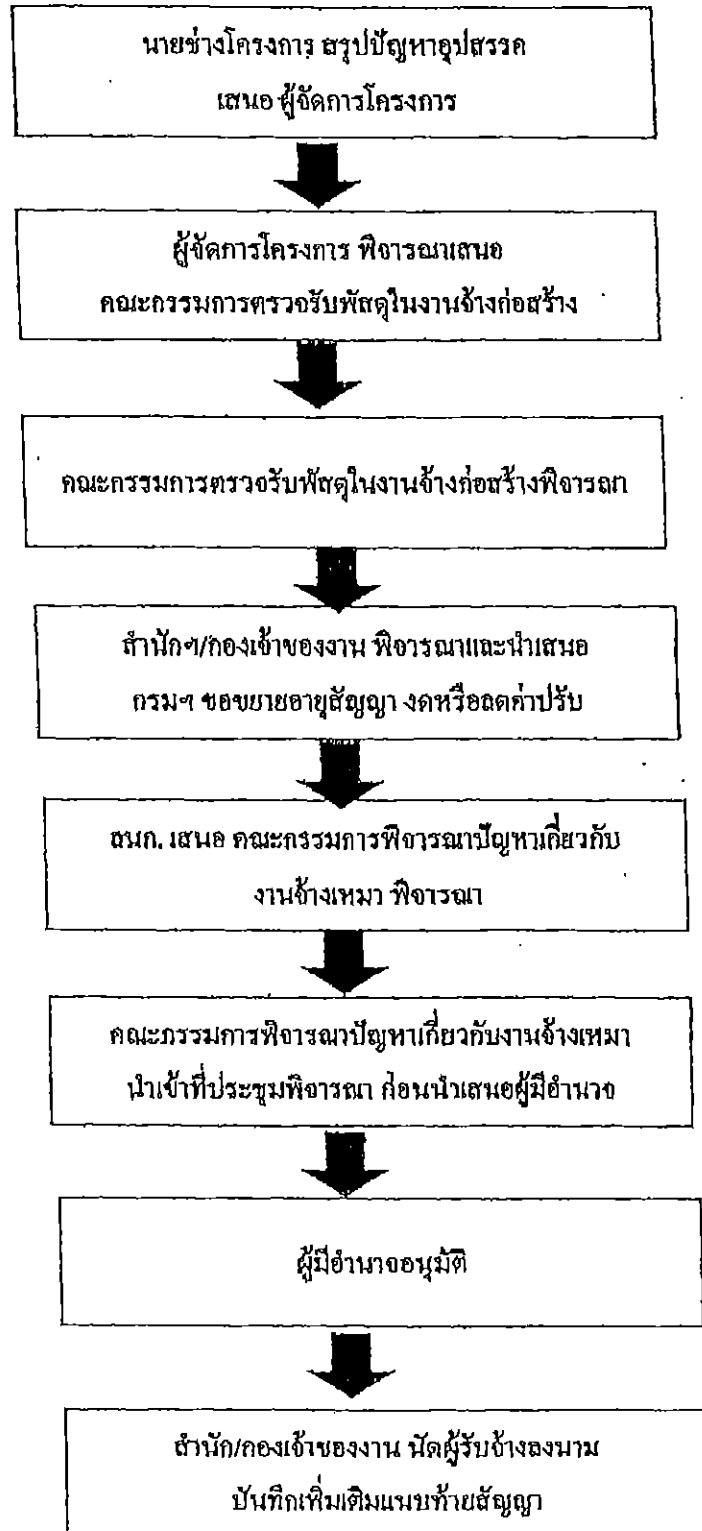 นายช่างโครงการ สรุปปัญหาอุปสรรค
เสนอ ผู้จัดการโครงการ
ผู้จัดการโครงการ พิจารณาเสนอ
คณะกรรมการตรวจรับพัสดุในงานจ้างก่อสร้าง
คณะกรรมการตรวจรับพัสดุในงานจ้างก่อสร้างพิจารณา
สำนักฯ/กองเจ้าของงาน พิจารณาและนำเสนอ
กรมฯ ขอขยายอายุสัญญา งดหรือลดค่าปรับ
สนก. เสนอ คณะกรรมการพิจารณาปัญหาเกี่ยวกับ
งานจ้างเหมา พิจารณา
คณะกรรมการพิจารณาปัญหาเกี่ยวกับงานจ้างเหมา
นำเข้าที่ประชุมพิจารณา ก่อนนำเสนอผู้มีอำนาจ
ผู้มีอำนาจอนุมัติ
สำนัก/กองเจ้าของงาน นัดผู้รับจ้างลงนาม
บันทึกเพิ่มเติมแนบท้ายสัญญา